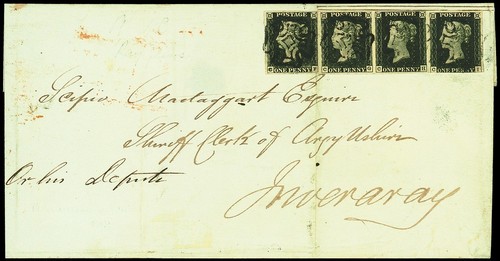 POSTAGE POSTAGE POSTAGE POSTAGE
ONE PENNY ONE PENNY ONE PENNY ONE PENNY
Scipio Mactaggart Esquire
Sheriff Clerk of Argyllshire
Or his Depute
Inveraray